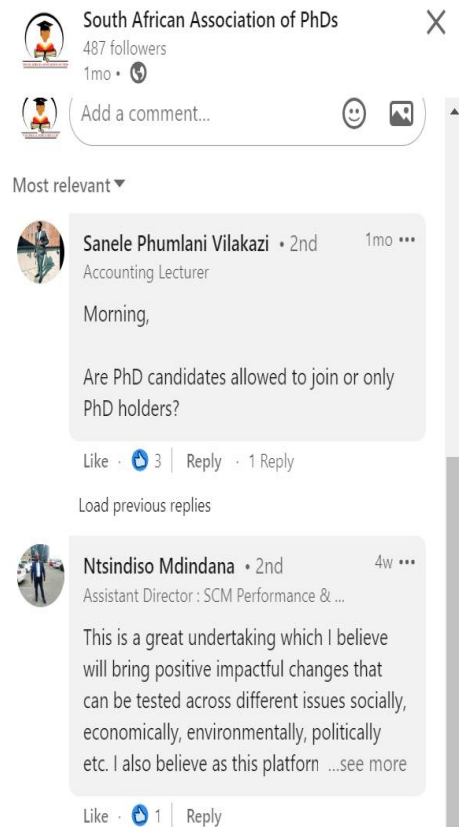 South African Association of PhDs
487 followers
1mo •
Add a comment...
Most relevant
Sanele Phumlani Vilakazi • 2nd 1mo •••
Accounting Lecturer
Morning,
Are PhD candidates allowed to join or only
PhD holders?
Like · 3 | Reply · 1 Reply
Load previous replies
Ntsindiso Mdindana • 2nd 4w •••
Assistant Director : SCM Performance & ...
This is a great undertaking which I believe
will bring positive impactful changes that
can be tested across different issues socially,
economically, environmentally, politically
etc. I also believe as this platform ...see more
Like · 1 | Reply